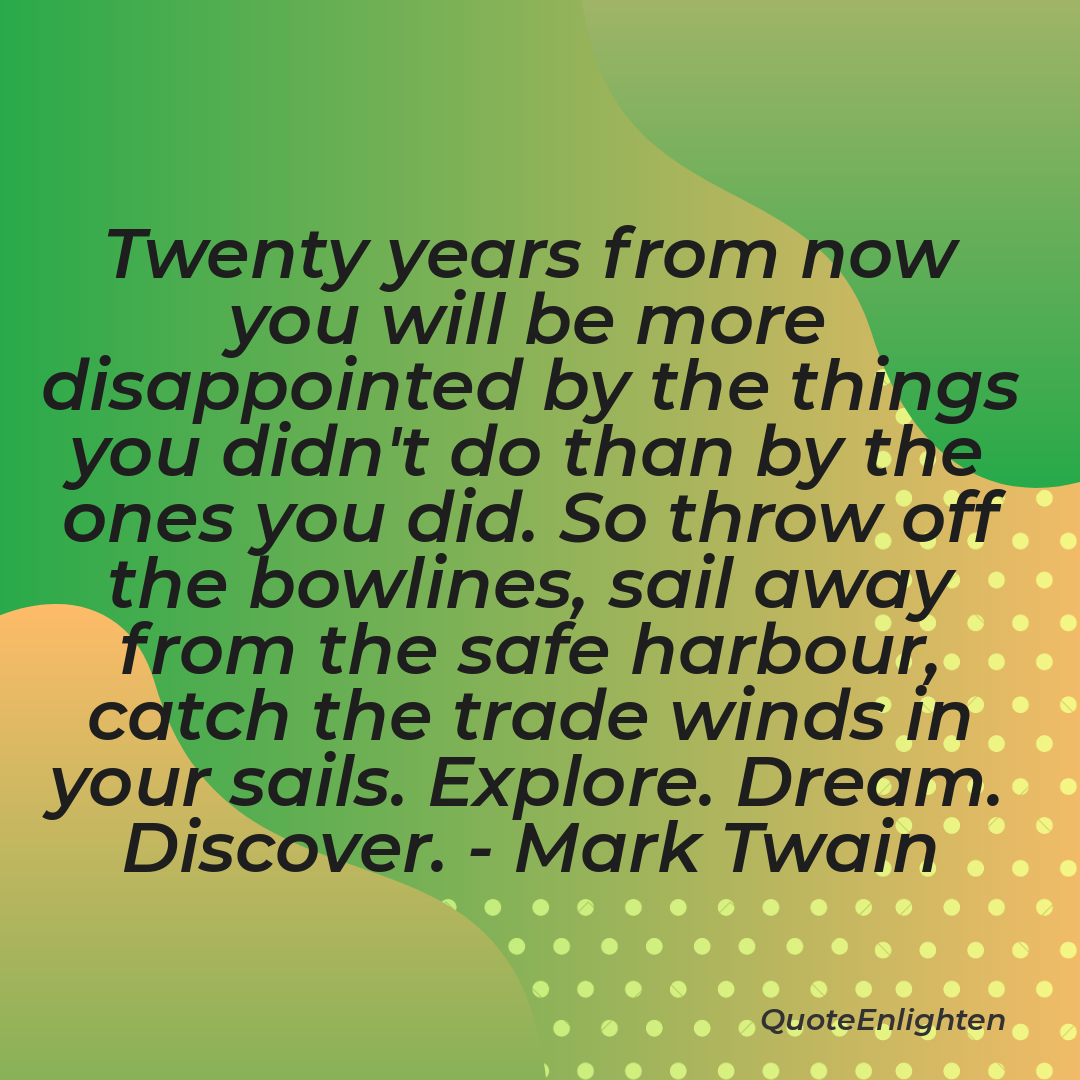 Twenty years from now
you will be more
disappointed by the things
you didn't do than by the
ones you did. So throw off
the bowlines, sail away
from the safe harbour,
catch the trade winds in
your sails. Explore. Dream.
Discover. - Mark Twain
QuoteEnlighten